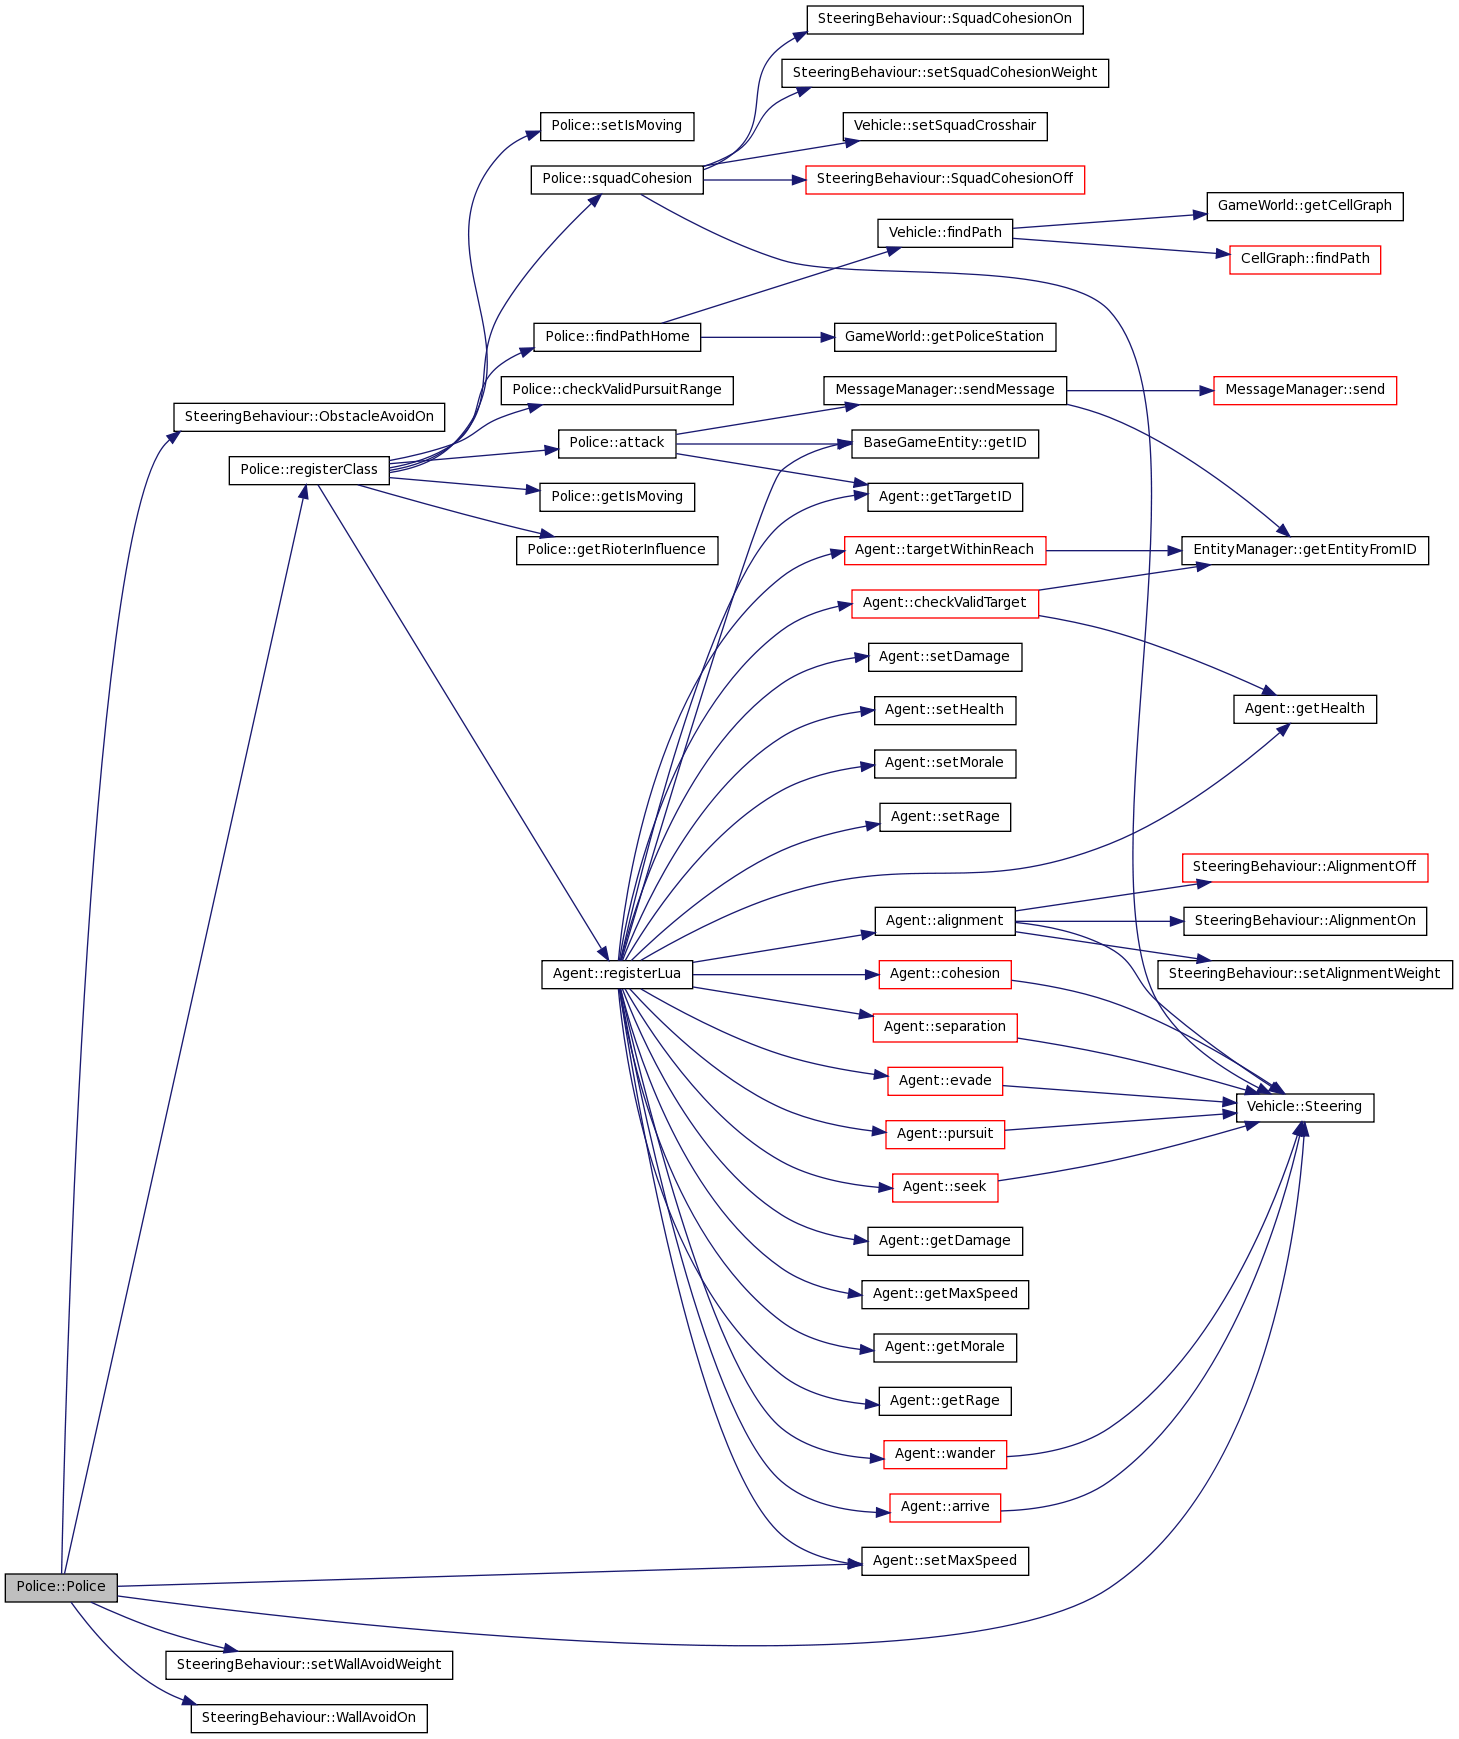 SteeringBehaviour::SquadCohesionOn
SteeringBehaviour::setSquadCohesionWeight
Police::setIsMoving
Vehicle::setSquadCrosshair
Police::squadCohesion
SteeringBehaviour::SquadCohesionOff
GameWorld::getCellGraph
Vehicle::findPath
CellGraph::findPath
Police::findPathHome
GameWorld::getPoliceStation
Police::checkValidPursuitRange
MessageManager::sendMessage
MessageManager::send
SteeringBehaviour::ObstacleAvoidOn
Police::attack
BaseGameEntity::getID
Police::registerClass
Police::getIsMoving
Agent::getTargetID
Police::getRioterInfluence
Agent::targetWithinReach
EntityManager::getEntityFromID
Agent::checkValidTarget
Agent::setDamage
Agent::setHealth
Agent::getHealth
Agent::setMorale
Agent::setRage
SteeringBehaviour::AlignmentOff
Agent::alignment
SteeringBehaviour::AlignmentOn
Agent::registerLua
Agent::cohesion
SteeringBehaviour::setAlignmentWeight
Agent::separation
Agent::evade
Vehicle::Steering
Agent::pursuit
Agent::seek
Agent::getDamage
Agent::getMaxSpeed
Agent::getMorale
Agent::getRage
Agent::wander
Agent::arrive
Agent::setMaxSpeed
Police::Police
SteeringBehaviour::setWallAvoidWeight
SteeringBehaviour::WallAvoidOn